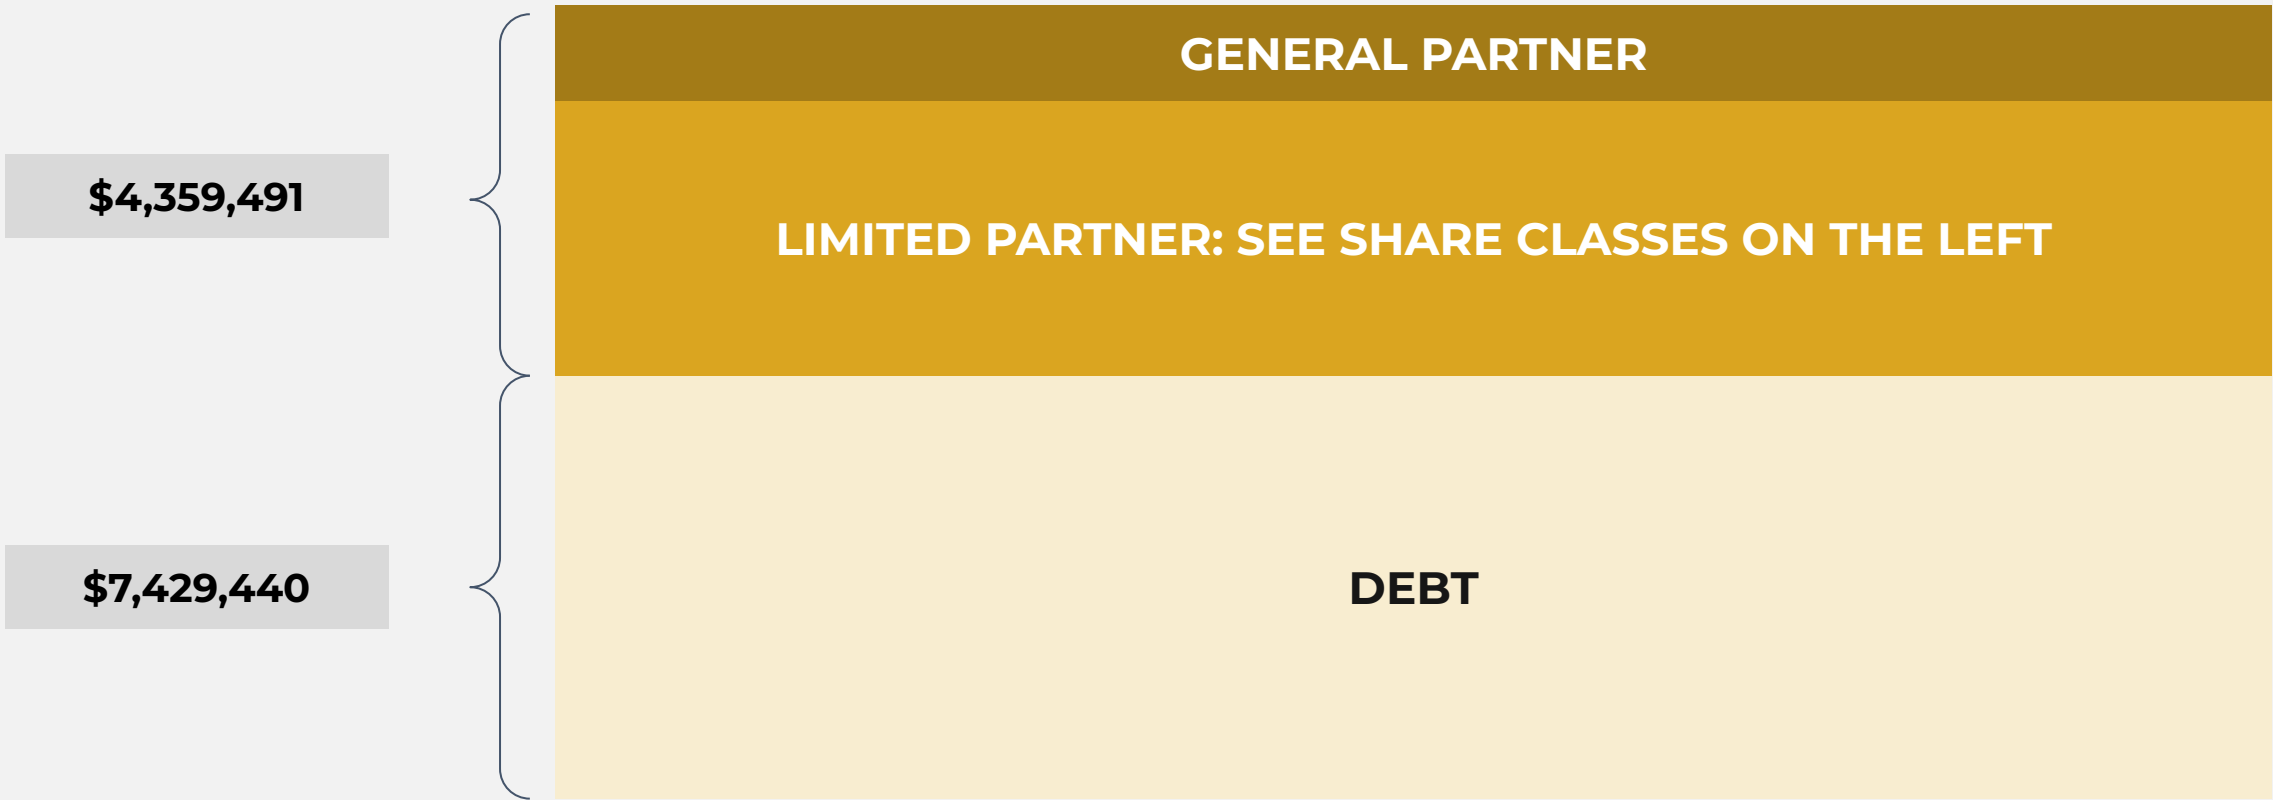 GENERAL PARTNER
$4,359,491
LIMITED PARTNER: SEE SHARE CLASSES ON THE LEFT
$7,429,440
DEBT